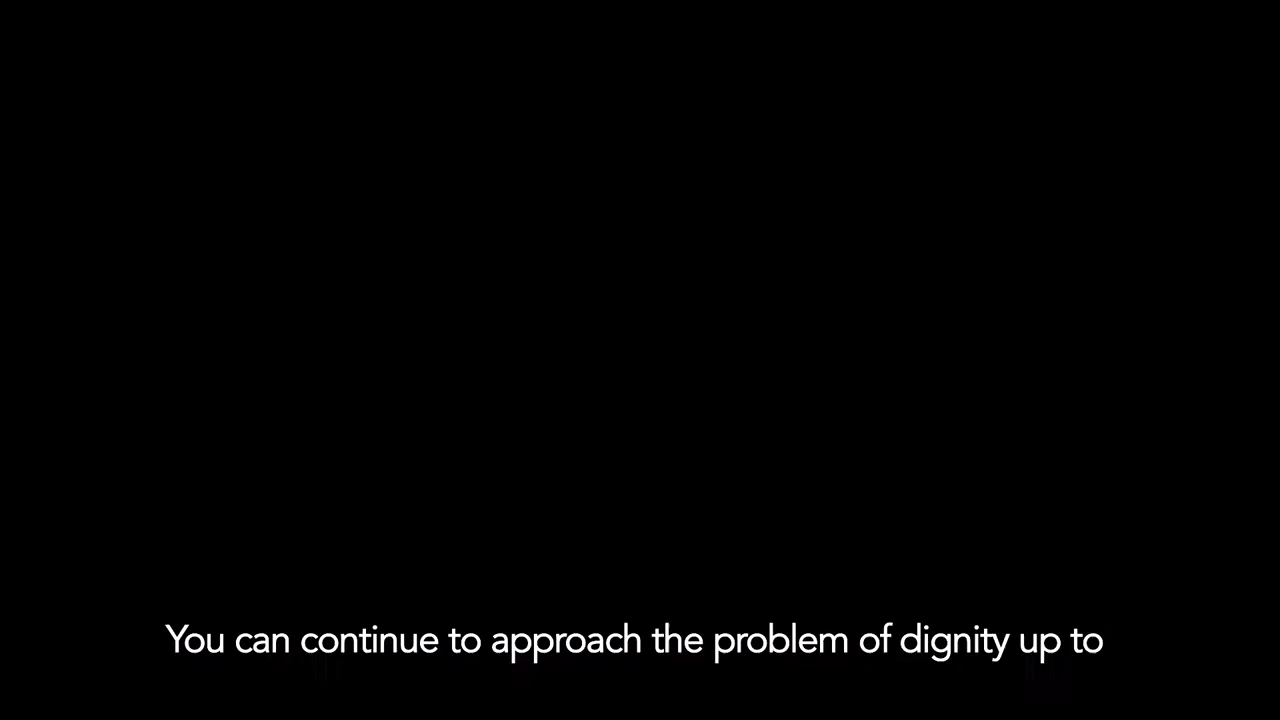 You can continue to approach the problem of dignity up to